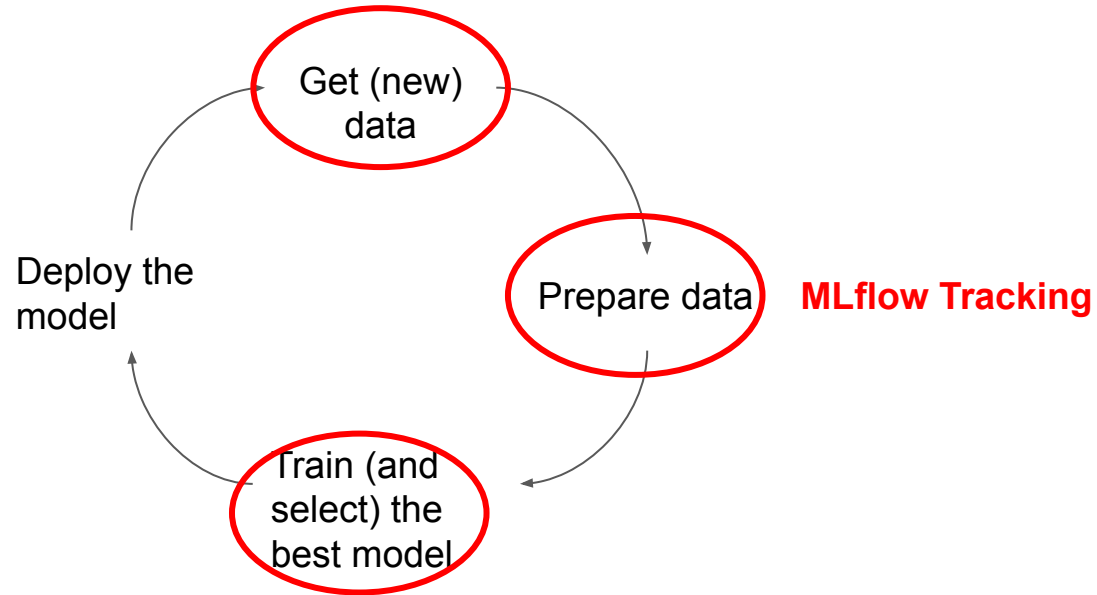 Get (new)
data
Deploy the
model
Prepare data
MLflow Tracking
Train (and
select) the
best model